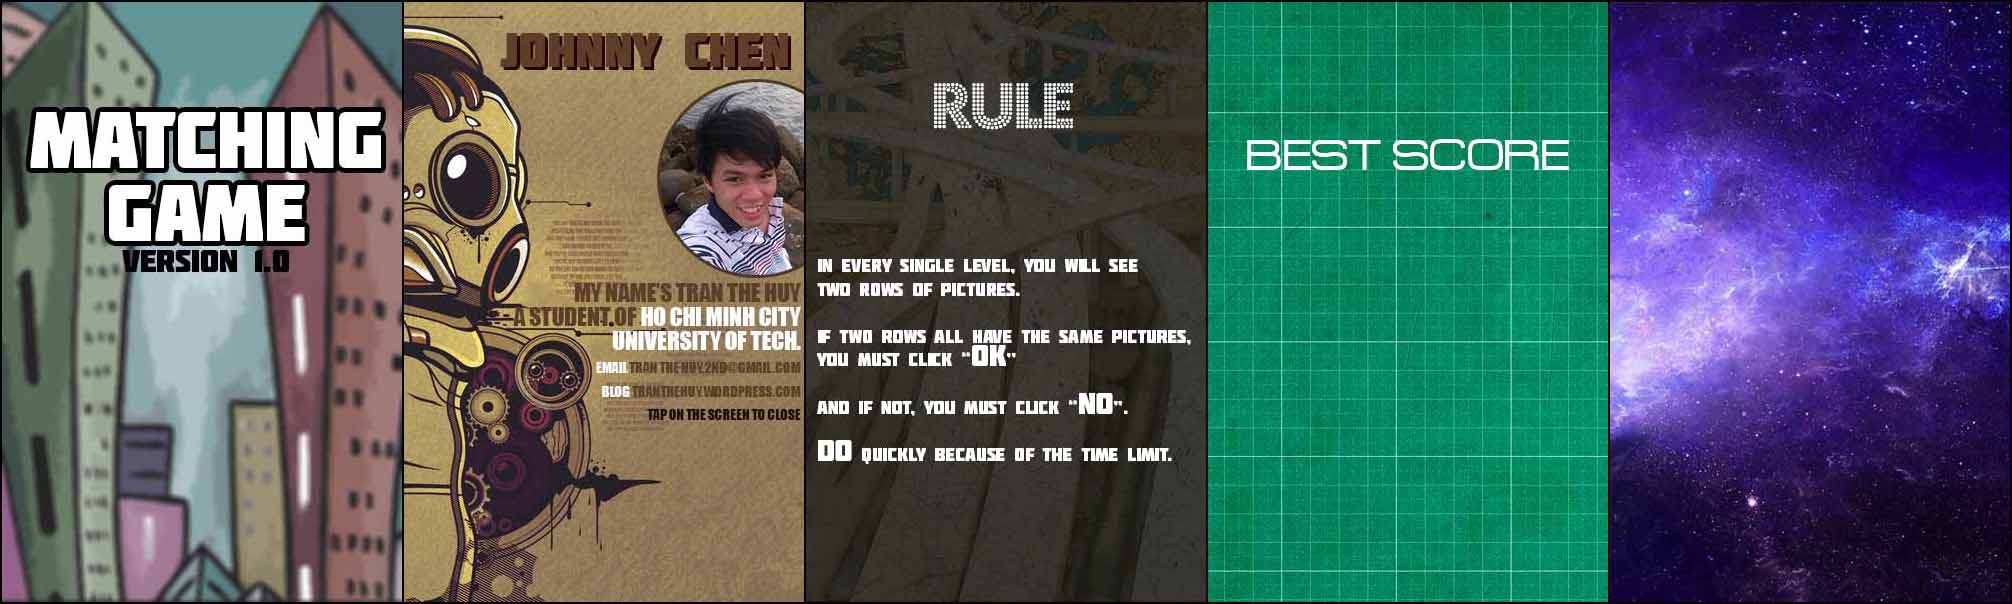 MATCHING
GAME
VERSION 1.0
JOHNNY CHEN
MY NAME'S TRAN THE HUY
A STUDENT OF HO CHI MINH CITY
UNIVERSITY OF TECH.
EMAIL TRAN.THE.HUY.2ND@GMAIL.COM
BLOG TRANTHEHUY.WORDPRESS.COM
TAP ON THE SCREEN TO CLOSE
RULE
IN EVERY SINGLE LEVEL, YOU WILL SEE
TWO ROWS OF PICTURES.
IF TWO ROWS ALL HAVE THE SAME PICTURES,
YOU MUST CLICK "OK"
AND IF NOT, YOU MUST CLICK "NO".
DO QUICKLY BECAUSE OF THE TIME LIMIT.
BEST SCORE